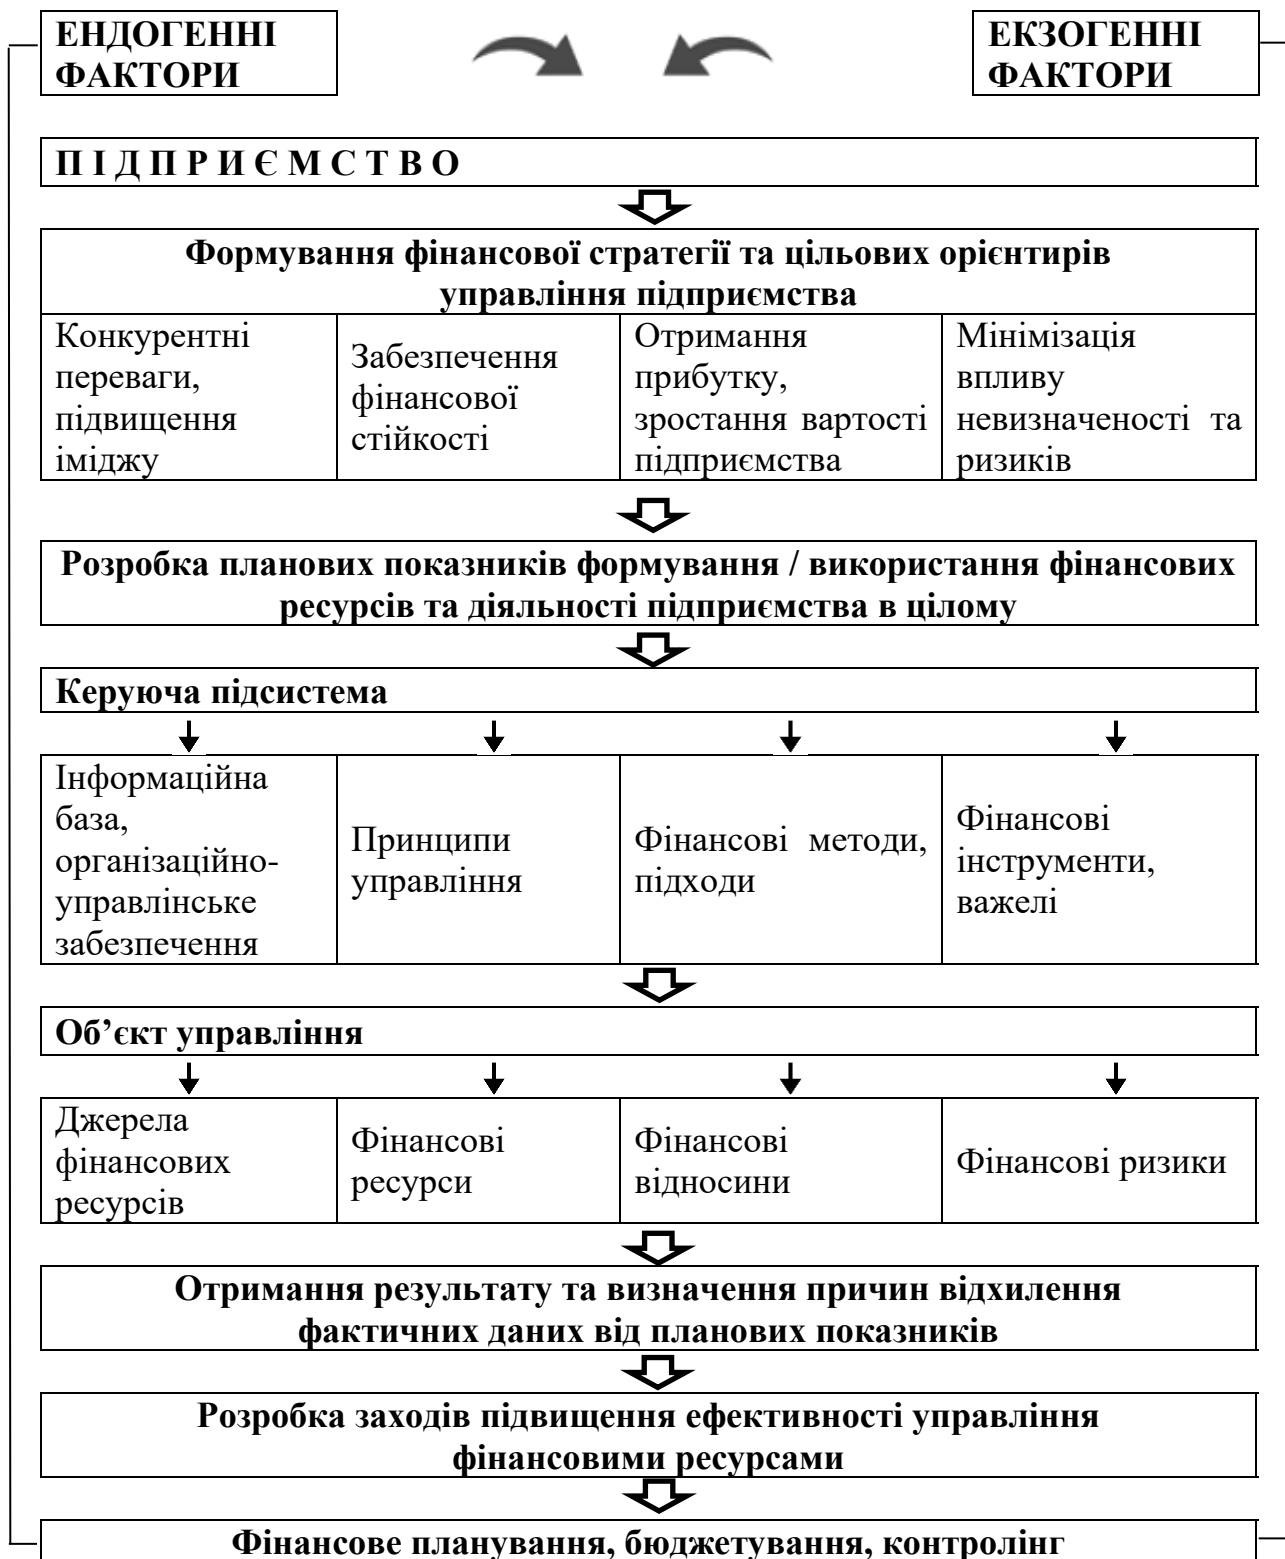 ЕНДОГЕННІ
ФАКТОРИ
ЕКЗОГЕННІ
ФАКТОРИ
П І Д П Р И Є М С Т В О
Формування фінансової стратегії та цільових орієнтирів
управління підприємства
Конкурентні
переваги,
підвищення
іміджу
Забезпечення
фінансової
стійкості
Отримання
прибутку,
зростання вартості
підприємства
Мінімізація
впливу
невизначеності та
ризиків
Розробка планових показників формування / використання фінансових
ресурсів та діяльності підприємства в цілому
Керуюча підсистема
Інформаційна
база,
організаційно-
управлінське
забезпечення
Принципи
управління
Фінансові методи,
підходи
Фінансові
інструменти,
важелі
Об’єкт управління
Джерела
фінансових
ресурсів
Фінансові
ресурси
Фінансові
відносини
Фінансові ризики
Отримання результату та визначення причин відхилення
фактичних даних від планових показників
Розробка заходів підвищення ефективності управління
фінансовими ресурсами
Фінансове планування, бюджетування, контролінг